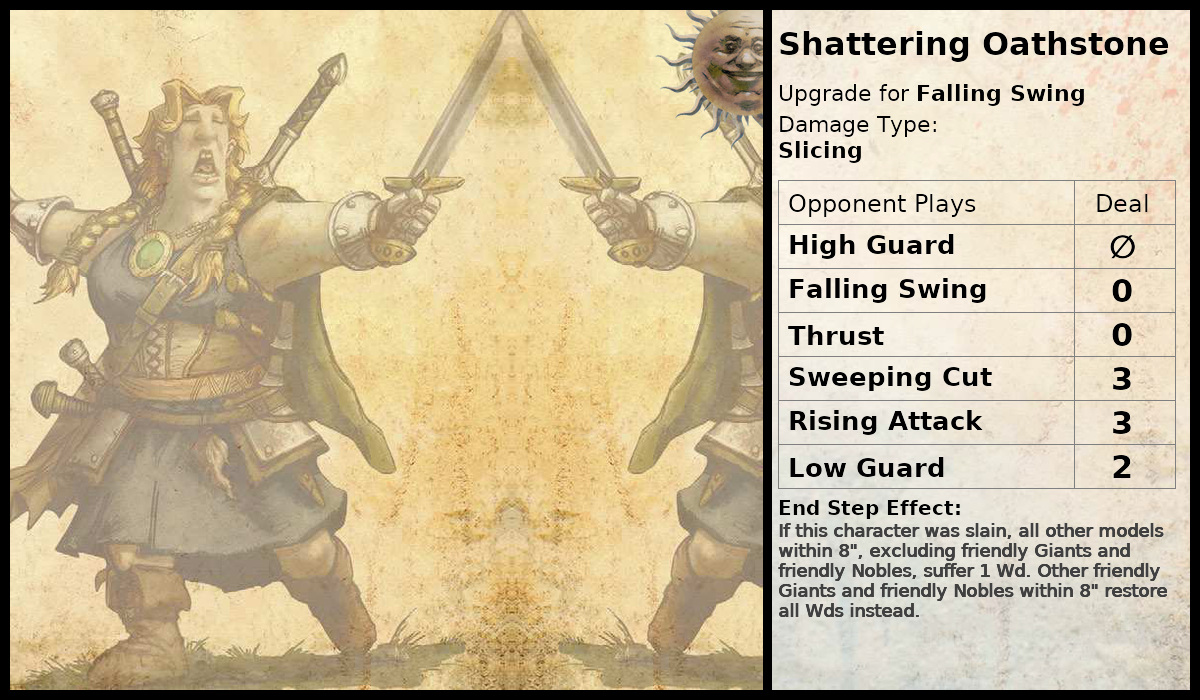 Shattering Oathstone
Upgrade for Falling Swing
Damage Type:
Slicing
Opponent Plays Deal
High Guard ∅
Falling Swing 0
Thrust 0
Sweeping Cut 3
Rising Attack 3
Low Guard 2
End Step Effect:
If this character was slain, all other models
within 8", excluding friendly Giants and
friendly Nobles, suffer 1 Wd. Other friendly
Giants and friendly Nobles within 8" restore
all Wds instead.